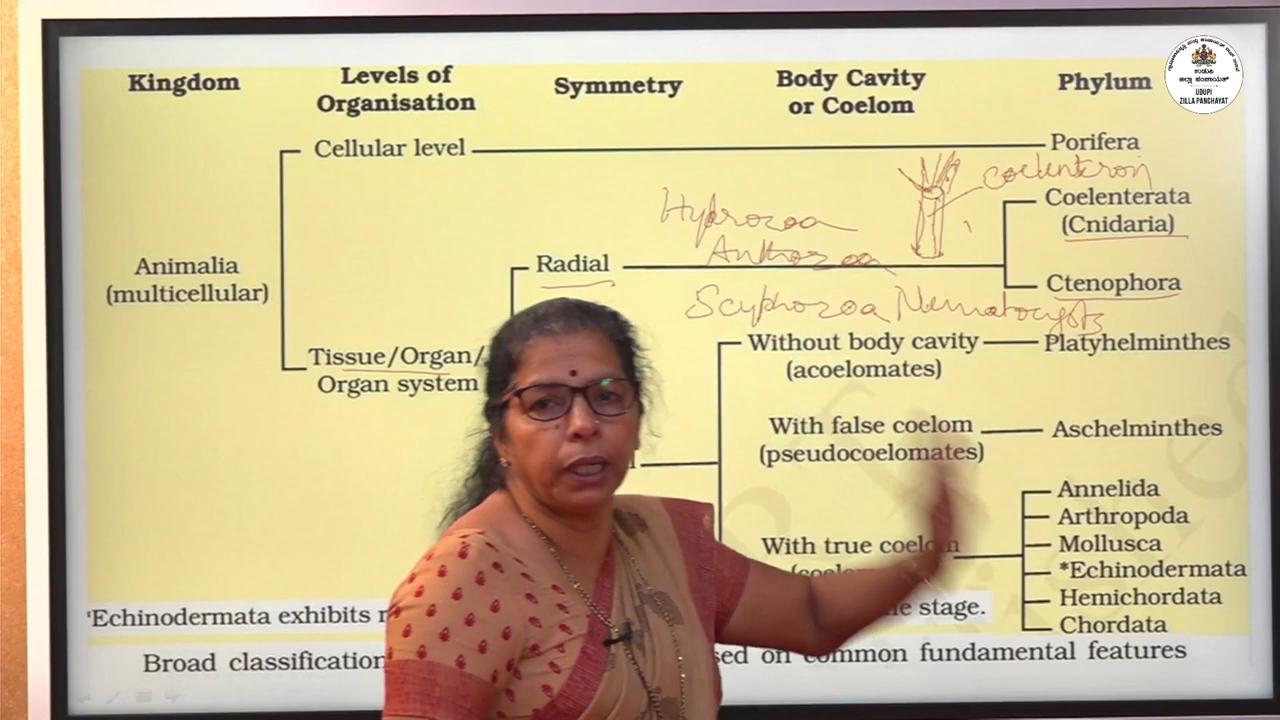 Kingdom
Levels of
Organisation
Symmetry
Body Cavity
or Coelom
Phylum
ಉಡುಪಿ
ಜಿಲ್ಲಾ ಪಂಚಾಯತ್
UDUPI
ZILLA PANCHAYAT
Cellular level
Porifera
Coelenteron
Hydrozoa
Coelenterata
(Cnidaria)
Anthozoa
Animalia
(multicellular)
Radial
Ctenophora
Scyphozoa Nematocysts
Tissue/Organ/
Organ system
Without body cavity
(acoelomates)
Platyhelminthes
With false coelom
(pseudocoelomates)
Aschelminthes
Annelida
Arthropoda
Mollusca
*Echinodermata
Hemichordata
Chordata
With true
Echinodermata exhibits
stage.
Broad classification
on common fundamental features